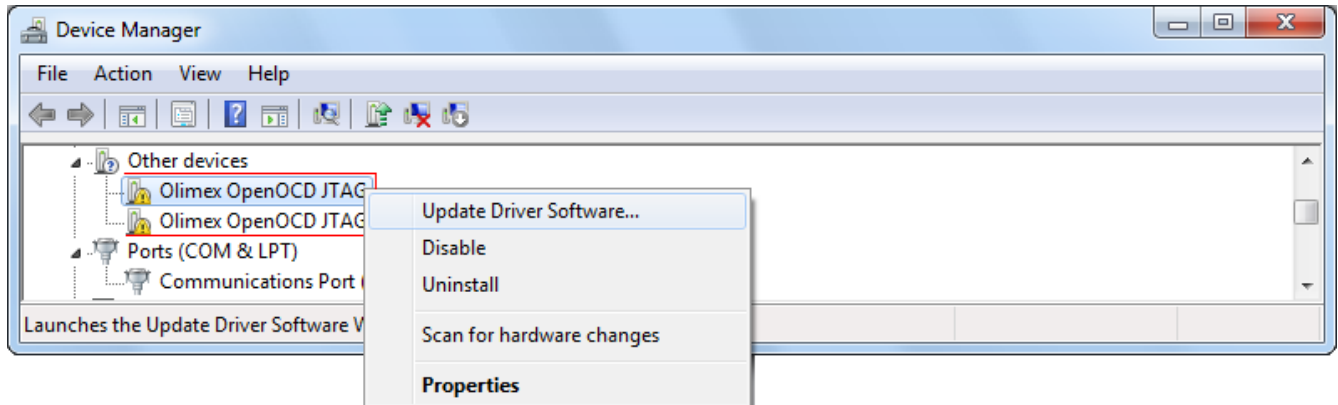 Device Manager
File Action View Help
Other devices
Olimex OpenOCD JTAG
Olimex OpenOCD JTAG
Ports (COM & LPT)
Communications Port
Update Driver Software...
Disable
Uninstall
Scan for hardware changes
Properties
Launches the Update Driver Software